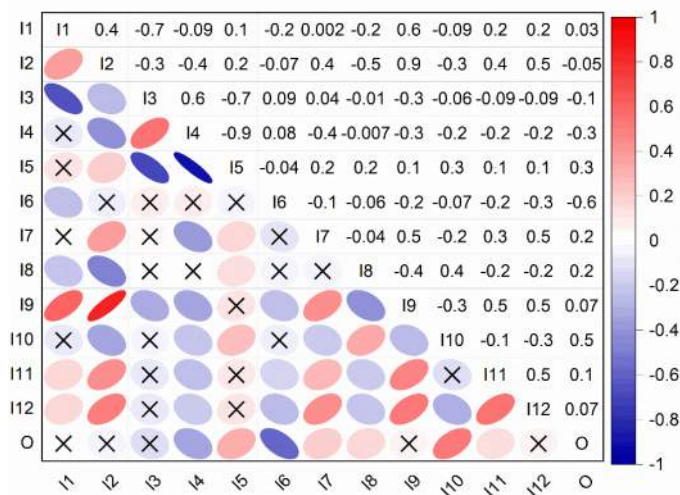 I1 I1 0.4 -0.7 -0.09 0.1 -0.2 0.002 -0.2 0.6 -0.09 0.2 0.2 0.03
I2 I2 -0.3 -0.4 0.2 -0.07 0.4 -0.5 0.9 -0.3 0.4 0.5 -0.05
I3 I3 0.6 -0.7 0.09 0.04 -0.01 -0.3 -0.06 -0.09 -0.09 -0.1
I4 I4 -0.9 0.08 -0.4 -0.007 -0.3 -0.2 -0.2 -0.2 -0.3
I5 I5 -0.04 0.2 0.2 0.1 0.3 0.1 0.1 0.3
I6 I6 -0.1 -0.06 -0.2 -0.07 -0.2 -0.3 -0.6
I7 I7 -0.04 0.5 -0.2 0.3 0.5 0.2
I8 I8 -0.4 0.4 -0.2 -0.2 0.2
I9 I9 -0.3 0.5 0.5 0.07
I10 I10 -0.1 -0.3 0.5
I11 I11 0.5 0.1
I12 I12 0.07
O O
I1 I2 I3 I4 I5 I6 I7 I8 I9 I10 I11 I12 O
1
0.8
0.6
0.4
0.2
0
-0.2
-0.4
-0.6
-0.8
-1